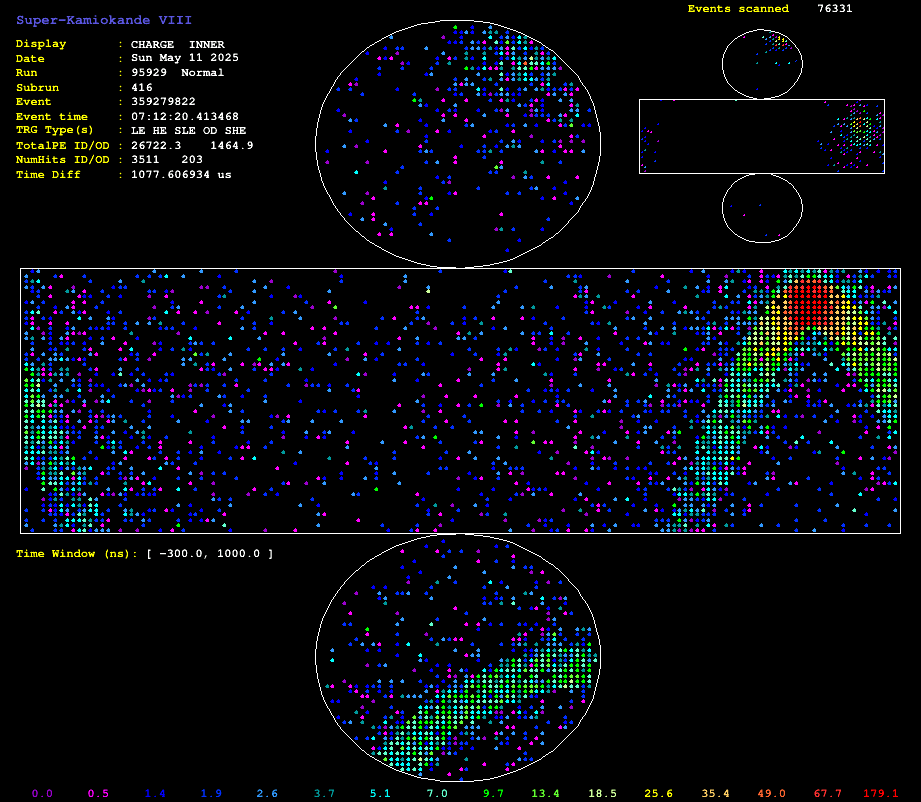 Super-Kamiokande VIII
Events scanned 76331
Display : CHARGE INNER
Date : Sun May 11 2025
Run : 95929 Normal
Subrun : 416
Event : 359279822
Event time : 07:12:20.413468
TRG Type(s) : LE HE SLE OD SHE
TotalPE ID/OD : 26722.3 1464.9
NumHits ID/OD : 3511 203
Time Diff : 1077.606934 us
Time Window (ns): [ −300.0, 1000.0 ]
0.0 0.5 1.4 1.9 2.6 3.7 5.1 7.0 9.7 13.4 18.5 25.6 35.4 49.0 67.7 179.1